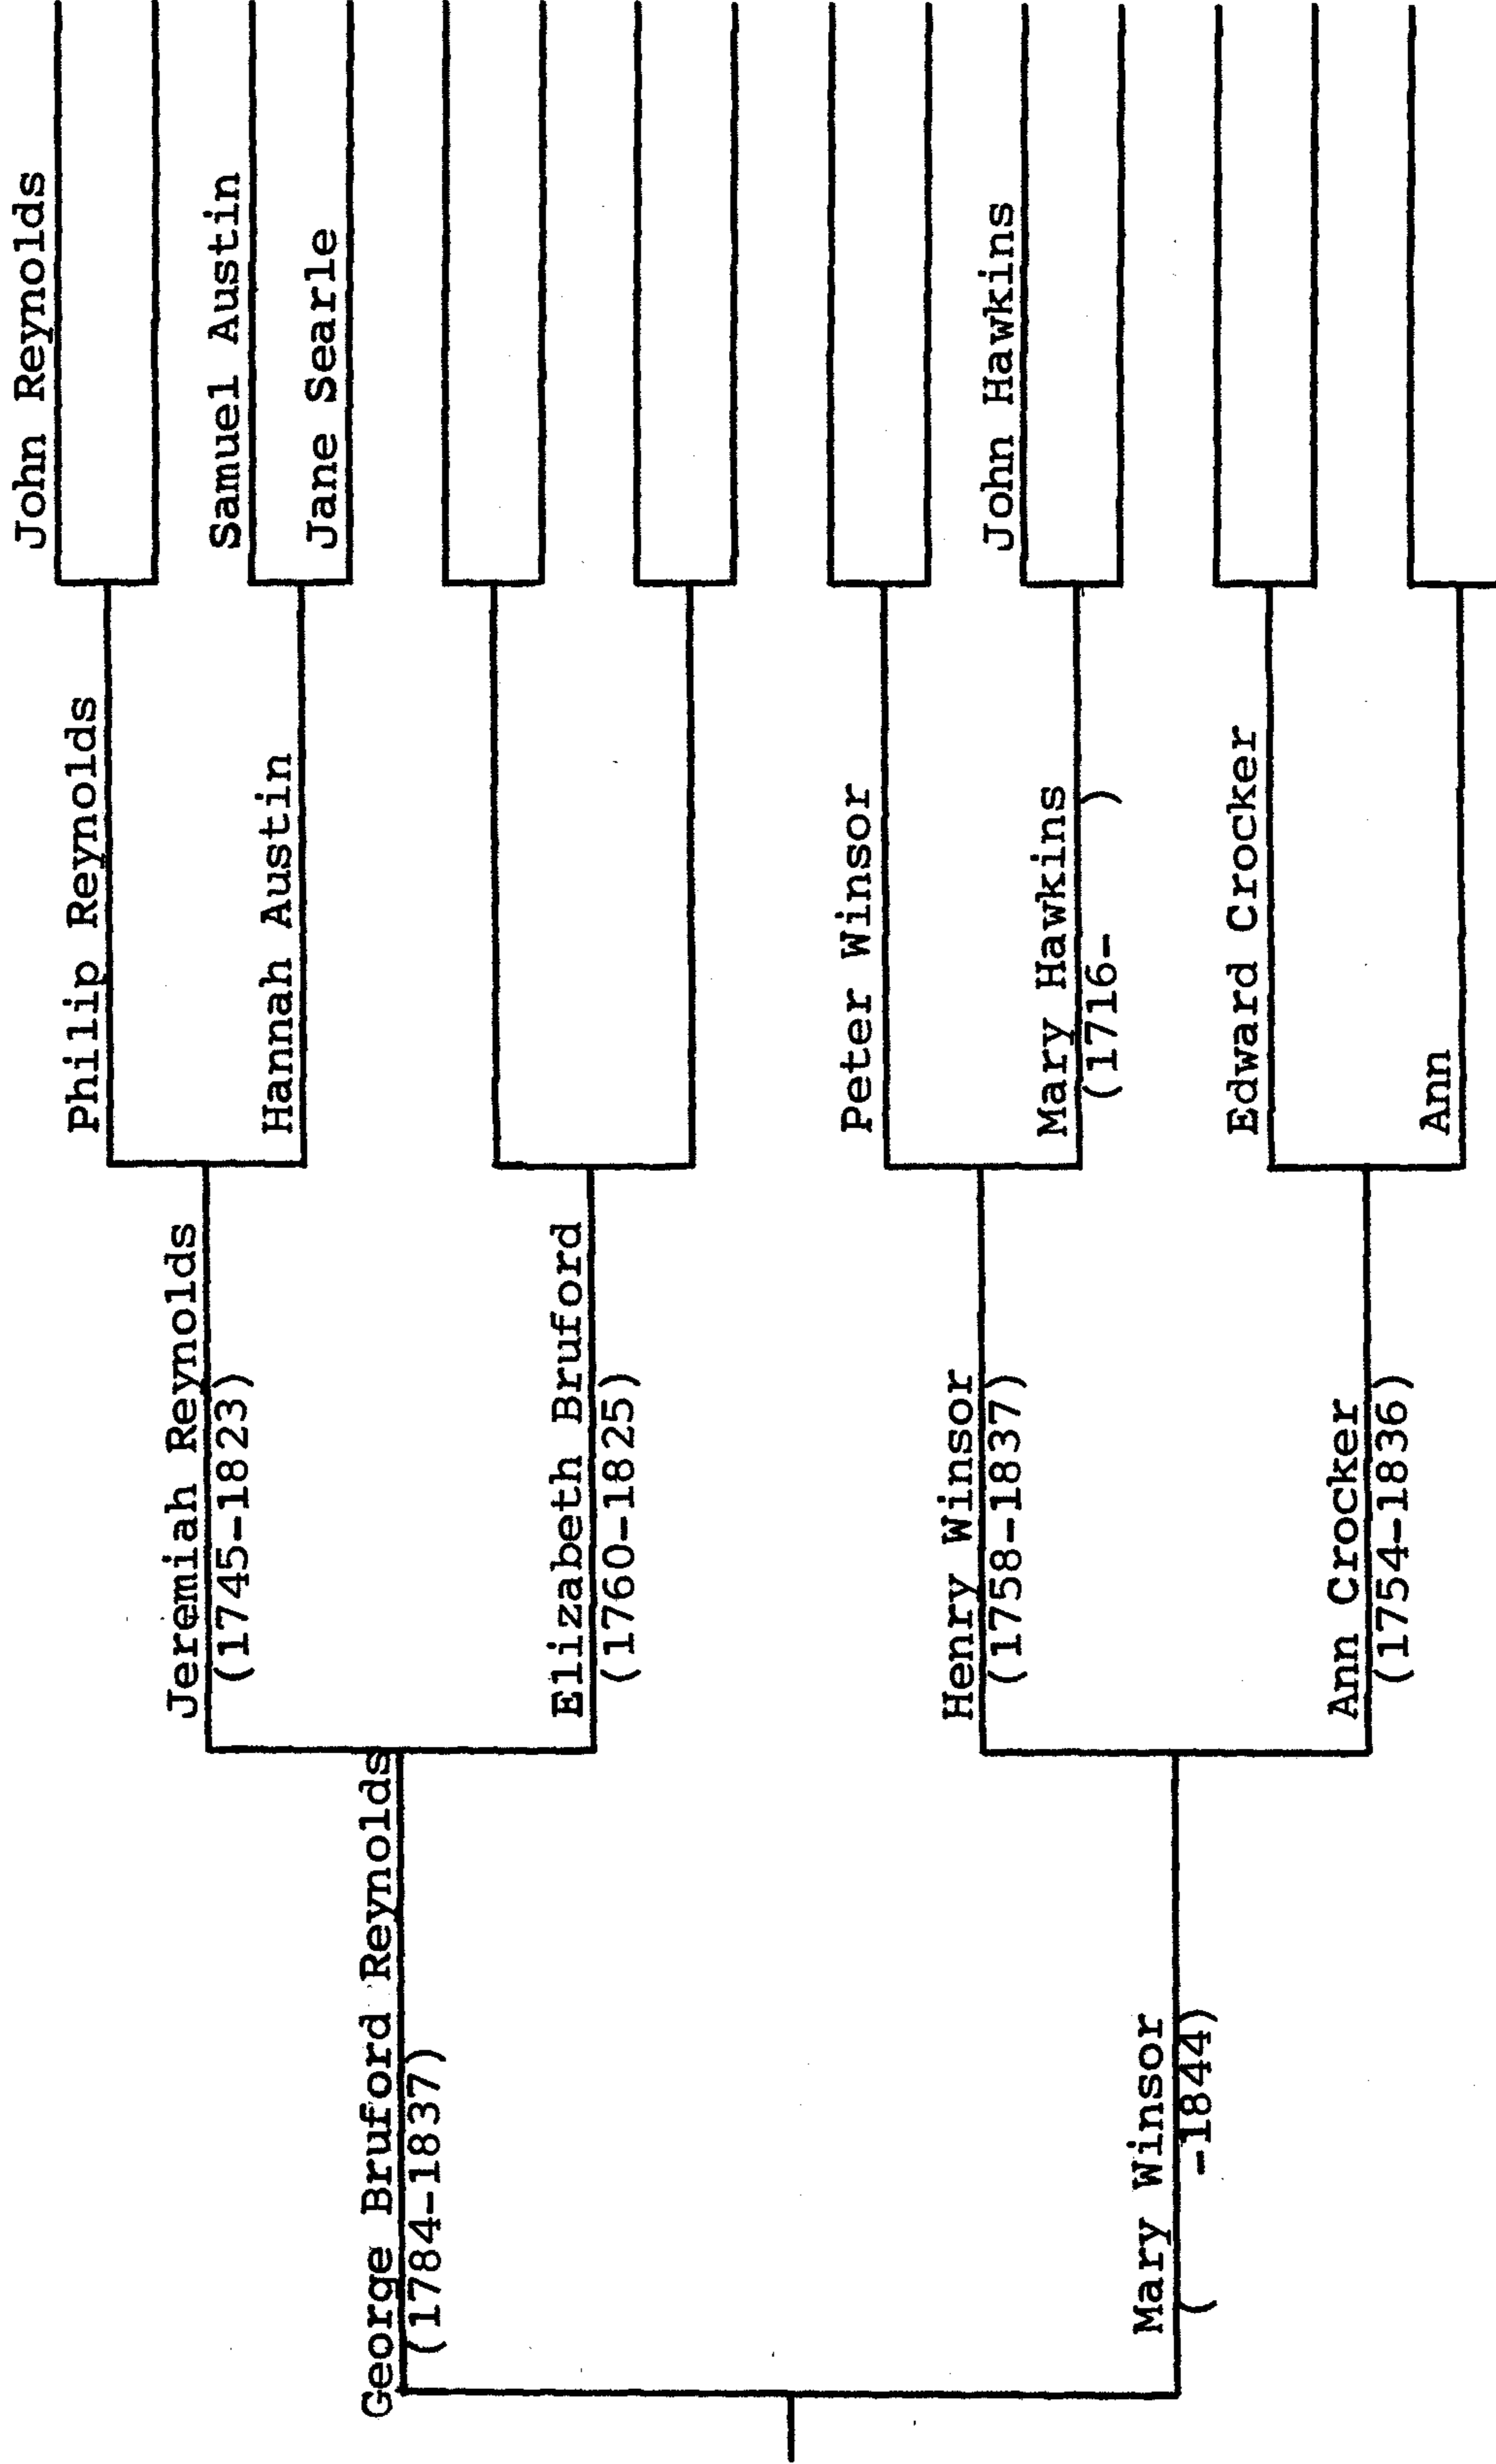 John Reynolds
Philip Reynolds
Samuel Austin
Jeremiah Reynolds
(1745-1823)
Hannah Austin
Jane Searle
George Bruford Reynolds
(1784-1837)
Elizabeth Bruford
(1760-1825)
Peter Winsor
Henry Winsor
(1758-1837)
John Hawkins
Mary Hawkins
(1716- )
Mary Winsor
( -1844)
Edward Crocker
Ann Crocker
(1754-1836)
Ann